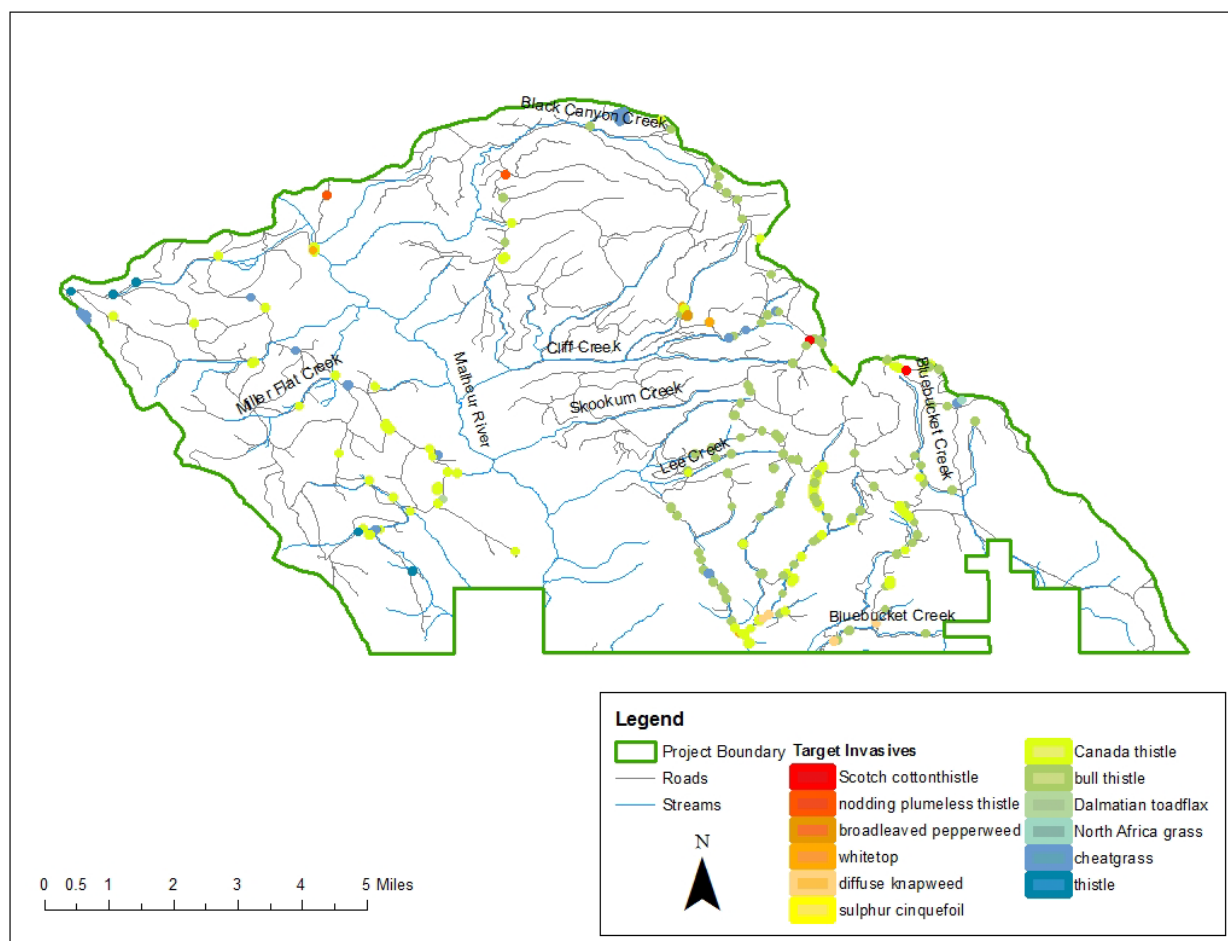 Black Canyon Creek
Cliff Creek
Miller Flat Creek
Malheur River
Skookum Creek
Bluebucket Creek
Lee Creek
Bluebucket Creek
Legend
Project Boundary
Roads
Streams
N
Target Invasives
Scotch cottonthistle
nodding plumeless thistle
broadleaved pepperweed
whitetop
diffuse knapweed
sulphur cinquefoil
Canada thistle
bull thistle
Dalmatian toadflax
North Africa grass
cheatgrass
thistle
0 0.5 1 2 3 4 5 Miles